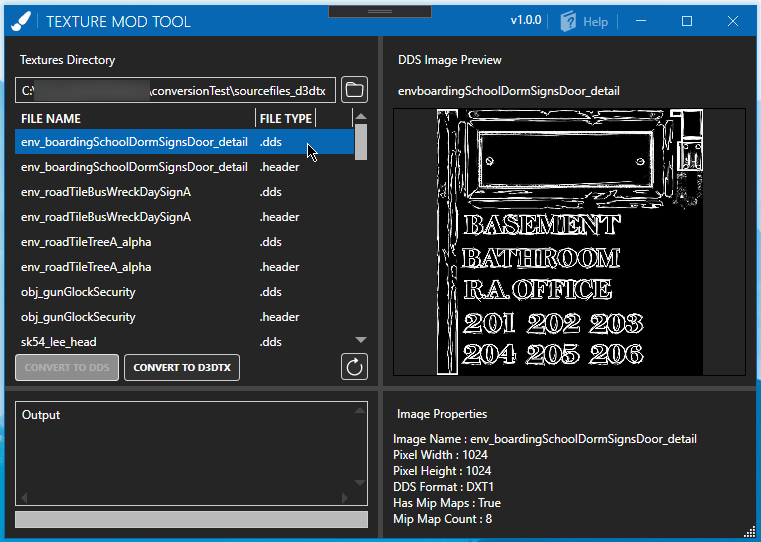 TEXTURE MOD TOOL
v1.0.0
Help
Textures Directory
C:\ \conversionTest\sourcefiles_d3dtx
FILE NAME FILE TYPE
env_boardingSchoolDormSignsDoor_detail .dds
env_boardingSchoolDormSignsDoor_detail .header
env_roadTileBusWreckDaySignA .dds
env_roadTileBusWreckDaySignA .header
env_roadTileTreeA_alpha .dds
env_roadTileTreeA_alpha .header
obj_gunGlockSecurity .dds
obj_gunGlockSecurity .header
sk54_lee_head .dds
CONVERT TO DDS CONVERT TO D3DTX
Output
DDS Image Preview
envboardingSchoolDormSignsDoor_detail
BASEMENT
BATHROOM
R.A. OFFICE
201 202 203
204 205 206
Image Properties
Image Name : env_boardingSchoolDormSignsDoor_detail
Pixel Width : 1024
Pixel Height : 1024
DDS Format : DXT1
Has Mip Maps : True
Mip Map Count : 8